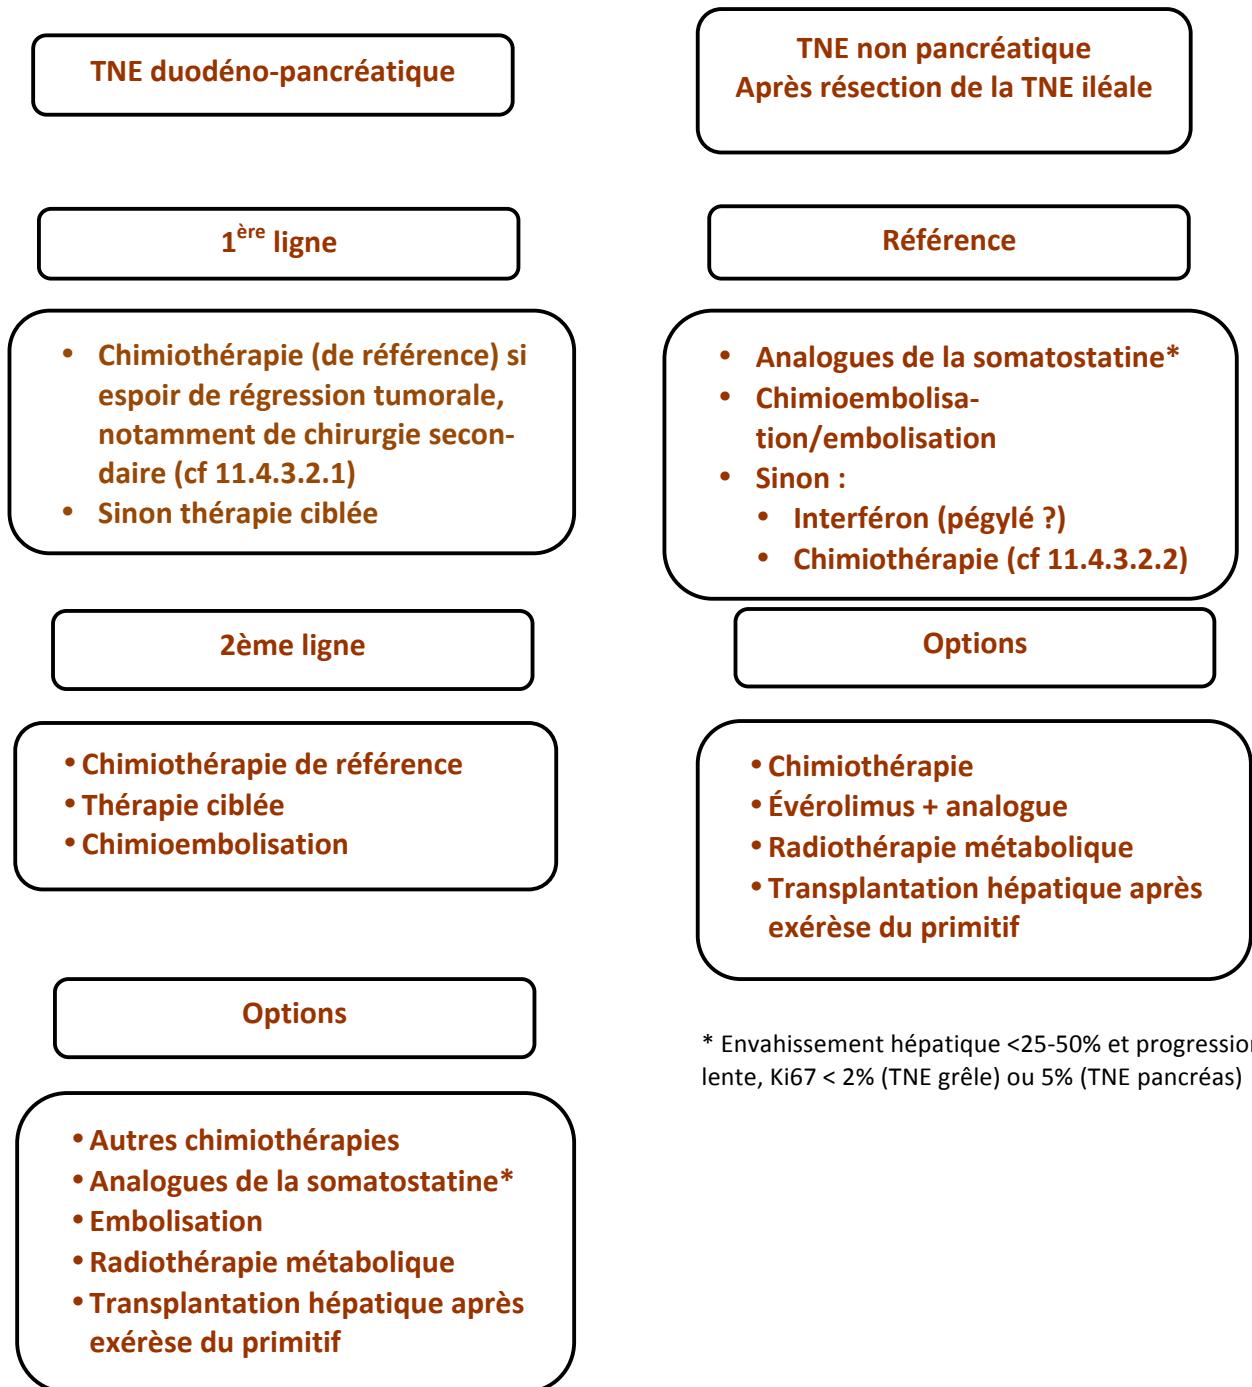 TNE duodéno-pancréatique
1ère ligne
• Chimiothérapie (de référence) si
espoir de régression tumorale,
notamment de chirurgie secon-
daire (cf 11.4.3.2.1)
• Sinon thérapie ciblée
2ème ligne
• Chimiothérapie de référence
• Thérapie ciblée
• Chimioembolisation
Options
• Autres chimiothérapies
• Analogues de la somatostatine*
• Embolisation
• Radiothérapie métabolique
• Transplantation hépatique après
exérèse du primitif
TNE non pancréatique
Après résection de la TNE iléale
Référence
• Analogues de la somatostatine*
• Chimioembolisa-
tion/embolisation
• Sinon :
• Interféron (pégylé ?)
• Chimiothérapie (cf 11.4.3.2.2)
Options
• Chimiothérapie
• Évérolimus + analogue
• Radiothérapie métabolique
• Transplantation hépatique après
exérèse du primitif
* Envahissement hépatique <25-50% et progression
lente, Ki67 < 2% (TNE grêle) ou 5% (TNE pancréas)